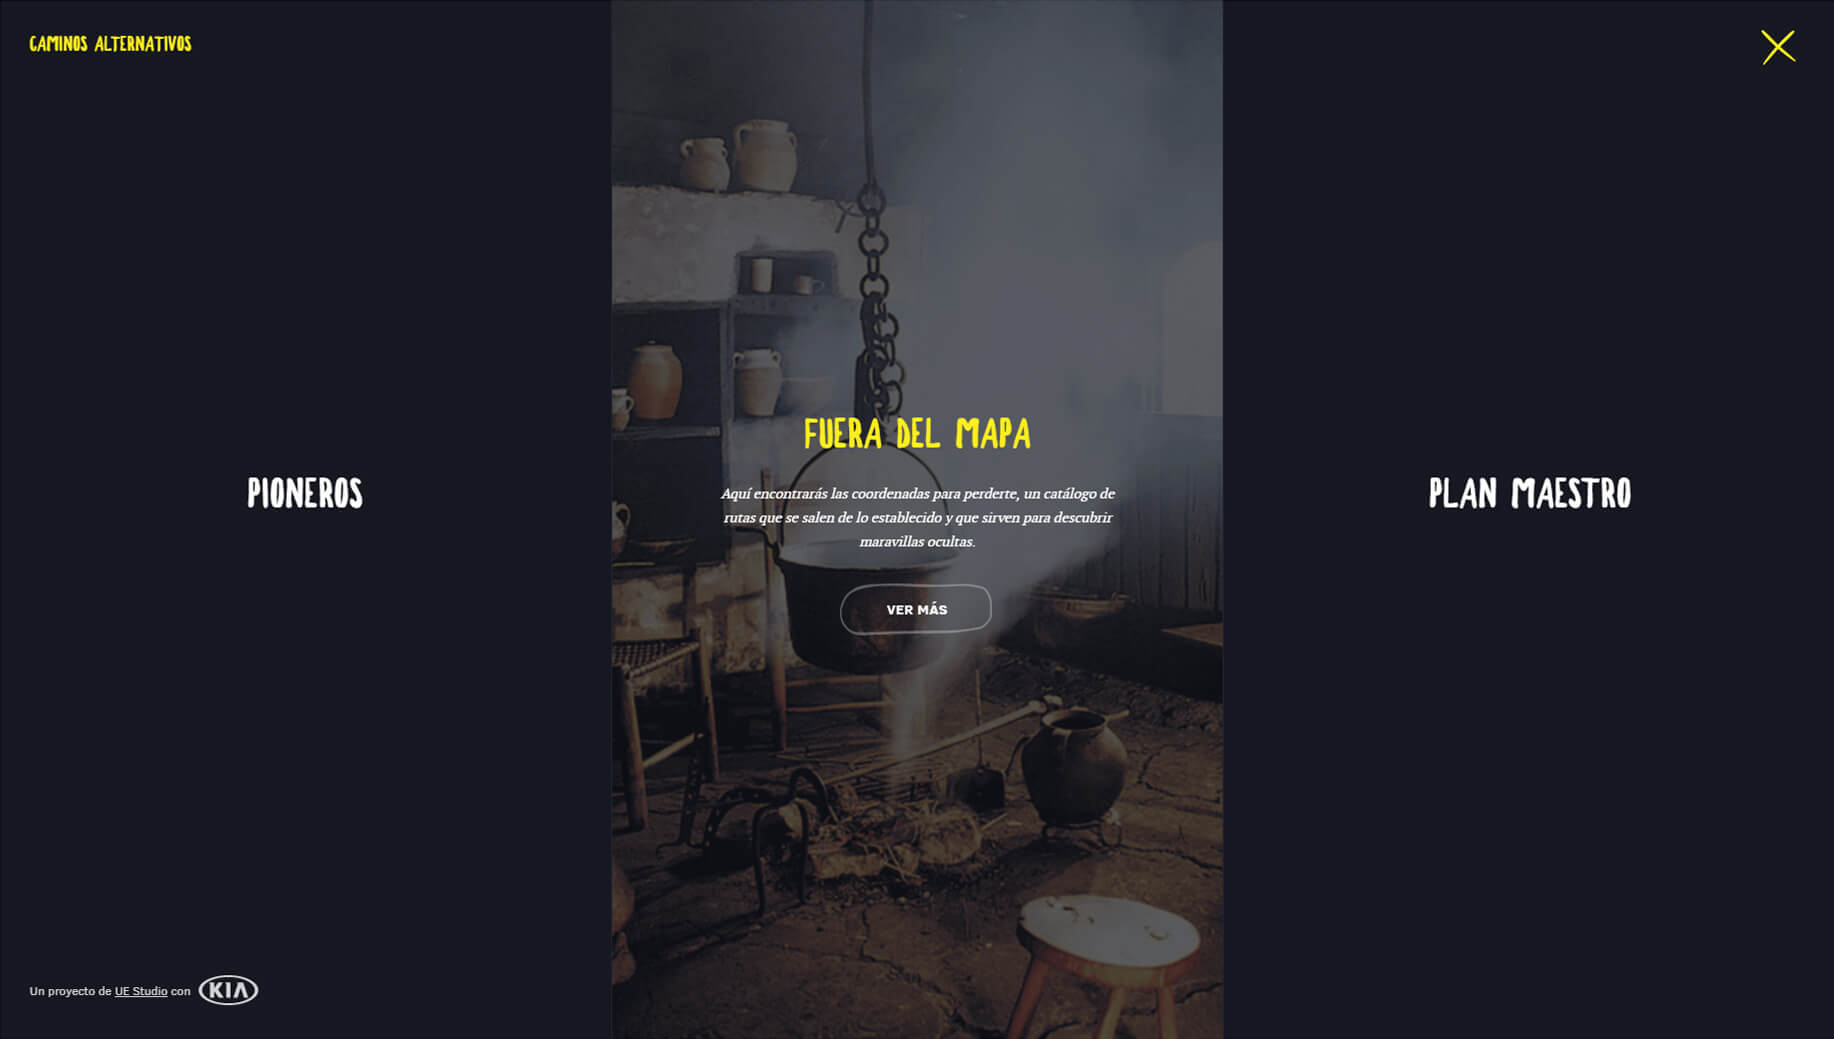 CAMINOS ALTERNATIVOS
PIONEROS
FUERA DEL MAPA
Aquí encontrarás las coordenadas para perderte, un catálogo de
rutas que se salen de lo establecido y que sirven para descubrir
maravillas ocultas.
VER MÁS
PLAN MAESTRO
Un proyecto de UE Studio con KIA